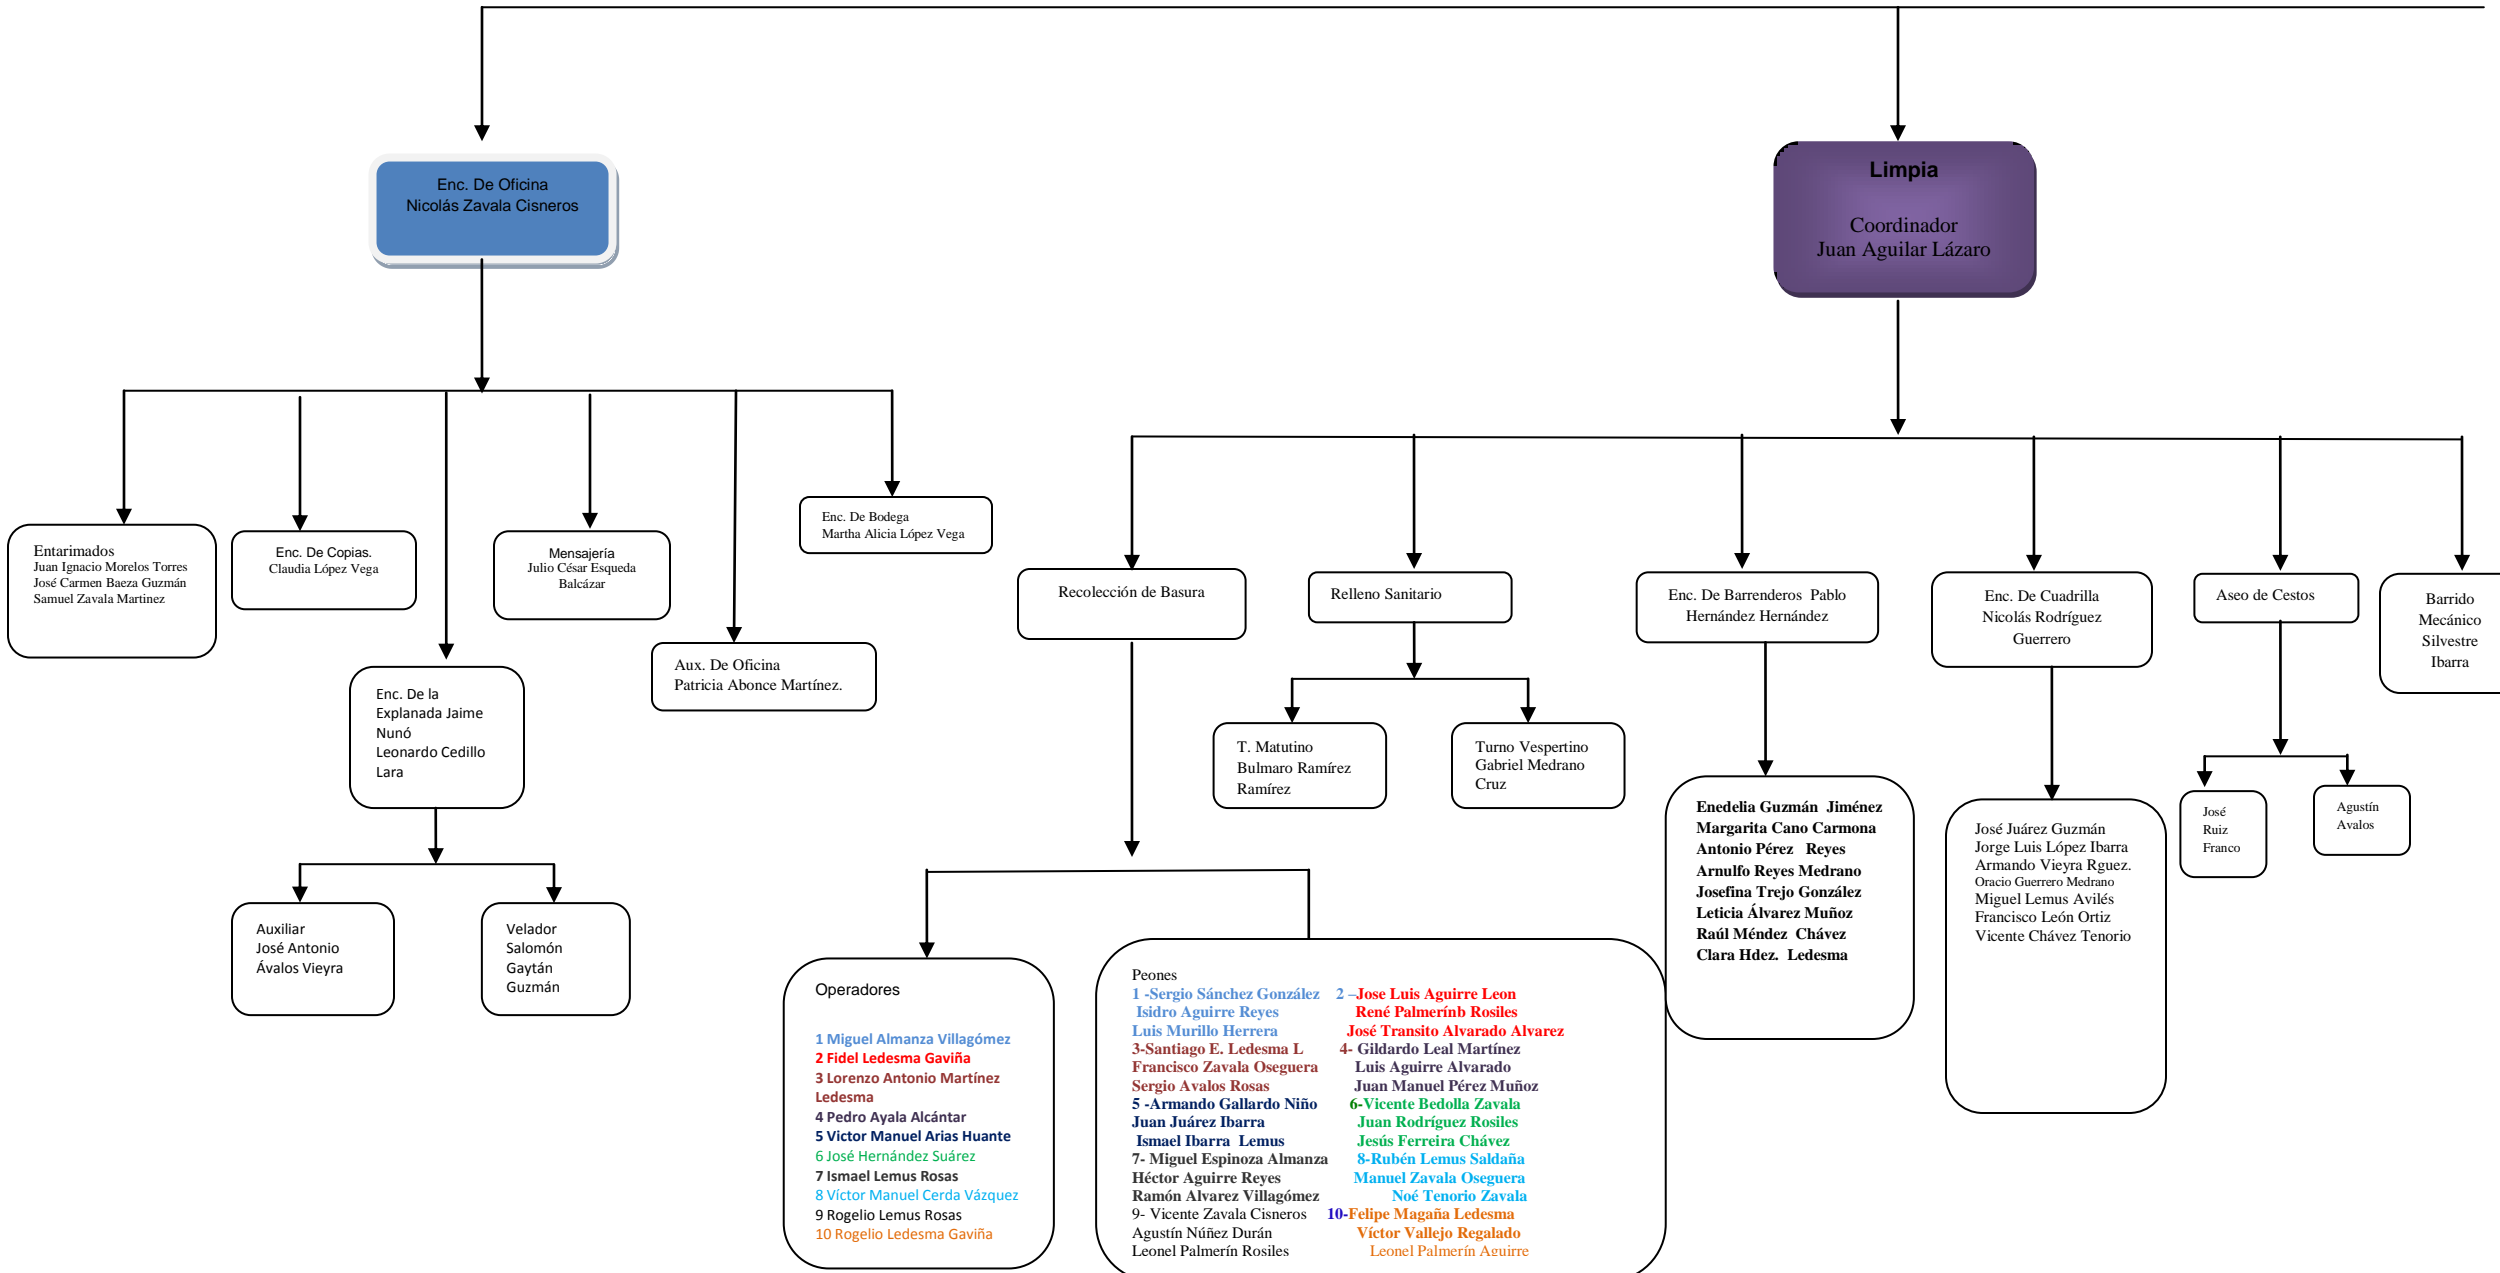 Enc. De Oficina
Nicolás Zavala Cisneros
Limpia
Coordinador
Juan Aguilar Lázaro
Entarimados
Juan Ignacio Morelos Torres
José Carmen Baeza Guzmán
Samuel Zavala Martinez
Enc. De Copias.
Claudia López Vega
Mensajería
Julio César Esqueda
Balcázar
Enc. De Bodega
Martha Alicia López Vega
Enc. De la
Explanada Jaime
Nunó
Leonardo Cedillo
Lara
Aux. De Oficina
Patricia Abonce Martínez.
Auxiliar
José Antonio
Ávalos Vieyra
Velador
Salomón
Gaytán
Guzmán
Recolección de Basura
Relleno Sanitario
Enc. De Barrenderos  Pablo
Hernández Hernández
Enc. De Cuadrilla
Nicolás Rodríguez
Guerrero
Aseo de Cestos
Barrido
Mecánico
Silvestre
Ibarra
T. Matutino
Bulmaro Ramírez
Ramírez
Turno Vespertino
Gabriel Medrano
Cruz
Enedelia Guzmán  Jiménez
Margarita Cano Carmona
Antonio Pérez   Reyes
Arnulfo Reyes Medrano
Josefina Trejo González
Leticia Álvarez Muñoz
Raúl Méndez  Chávez
Clara Hdez.  Ledesma
José Juárez Guzmán
Jorge Luis López Ibarra
Armando Vieyra Rguez.
Oracio Guerrero Medrano
Miguel Lemus Avilés
Francisco León Ortiz
Vicente Chávez Tenorio
José
Ruiz
Franco
Agustín
Avalos
Operadores
1 Miguel Almanza Villagómez
2 Fidel Ledesma Gaviña
3 Lorenzo Antonio Martínez
Ledesma
4 Pedro Ayala Alcántar
5 Victor Manuel Arias Huante
6 José Hernández Suárez
7 Ismael Lemus Rosas
8 Víctor Manuel Cerda Vázquez
9 Rogelio Lemus Rosas
10 Rogelio Ledesma Gaviña
Peones
1 -Sergio Sánchez González    2 –Jose Luis Aguirre Leon
Isidro Aguirre Reyes    René Palmerínb Rosiles
Luis Murillo Herrera    José Transito Alvarado Alvarez
3-Santiago E. Ledesma L    4- Gildardo Leal Martínez
Francisco Zavala Oseguera    Luis Aguirre Alvarado
Sergio Avalos Rosas    Juan Manuel Pérez Muñoz
5 -Armando Gallardo Niño    6-Vicente Bedolla Zavala
Juan Juárez Ibarra    Juan Rodríguez Rosiles
Ismael Ibarra  Lemus    Jesús Ferreira Chávez
7- Miguel Espinoza Almanza    8-Rubén Lemus Saldaña
Héctor Aguirre Reyes    Manuel Zavala Oseguera
Ramón Alvarez Villagómez    Noé Tenorio Zavala
9- Vicente Zavala Cisneros    10-Felipe Magaña Ledesma
Agustín Núñez Durán    Víctor Vallejo Regalado
Leonel Palmerín Rosiles    Leonel Palmerín Aguirre